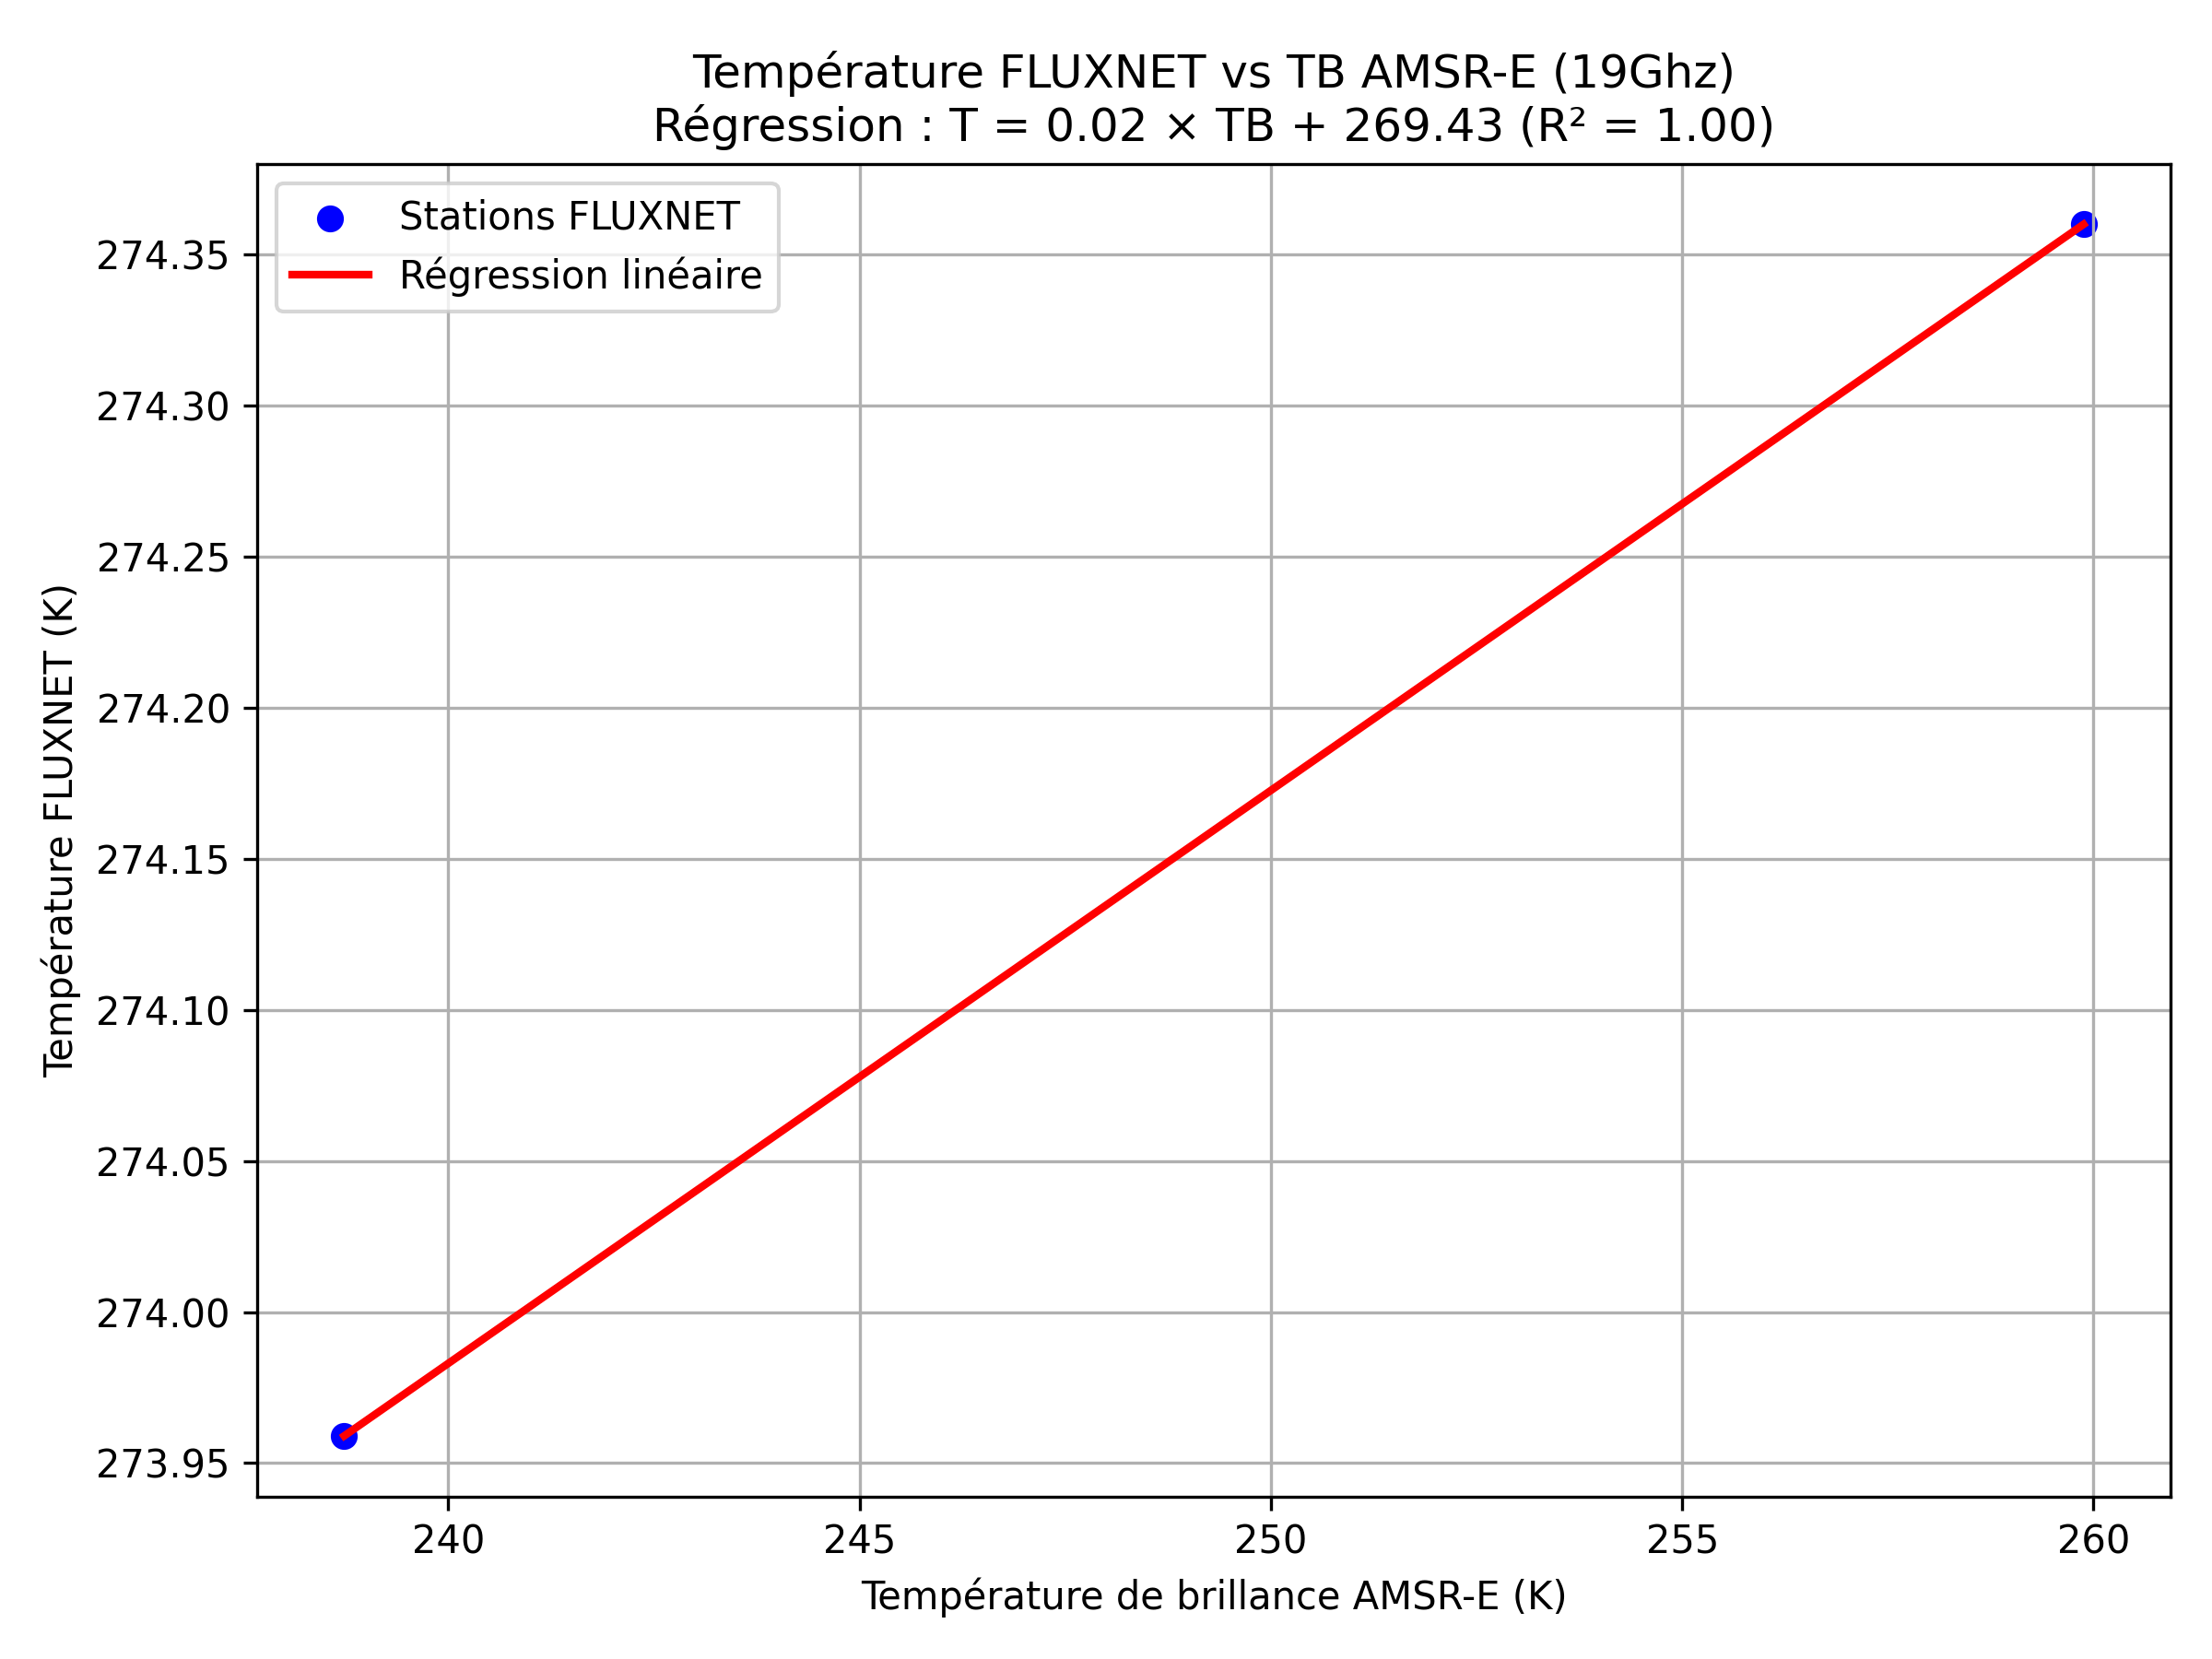 Température FLUXNET vs TB AMSR-E (19Ghz)
Régression : T = 0.02 × TB + 269.43 (R² = 1.00)
Stations FLUXNET
Régression linéaire
274.35
274.30
274.25
274.20
274.15
274.10
274.05
274.00
273.95
Température FLUXNET (K)
240 245 250 255 260
Température de brillance AMSR-E (K)